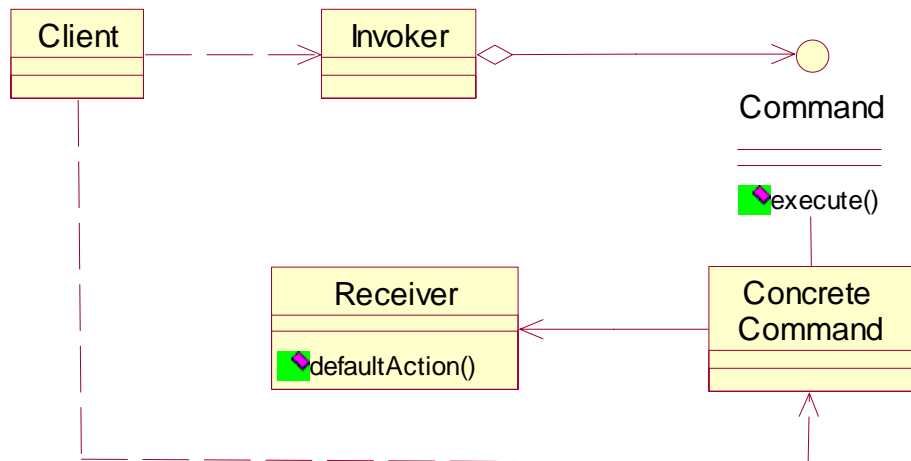 Client
Invoker
Command
execute()
Receiver
defaultAction()
Concrete
Command